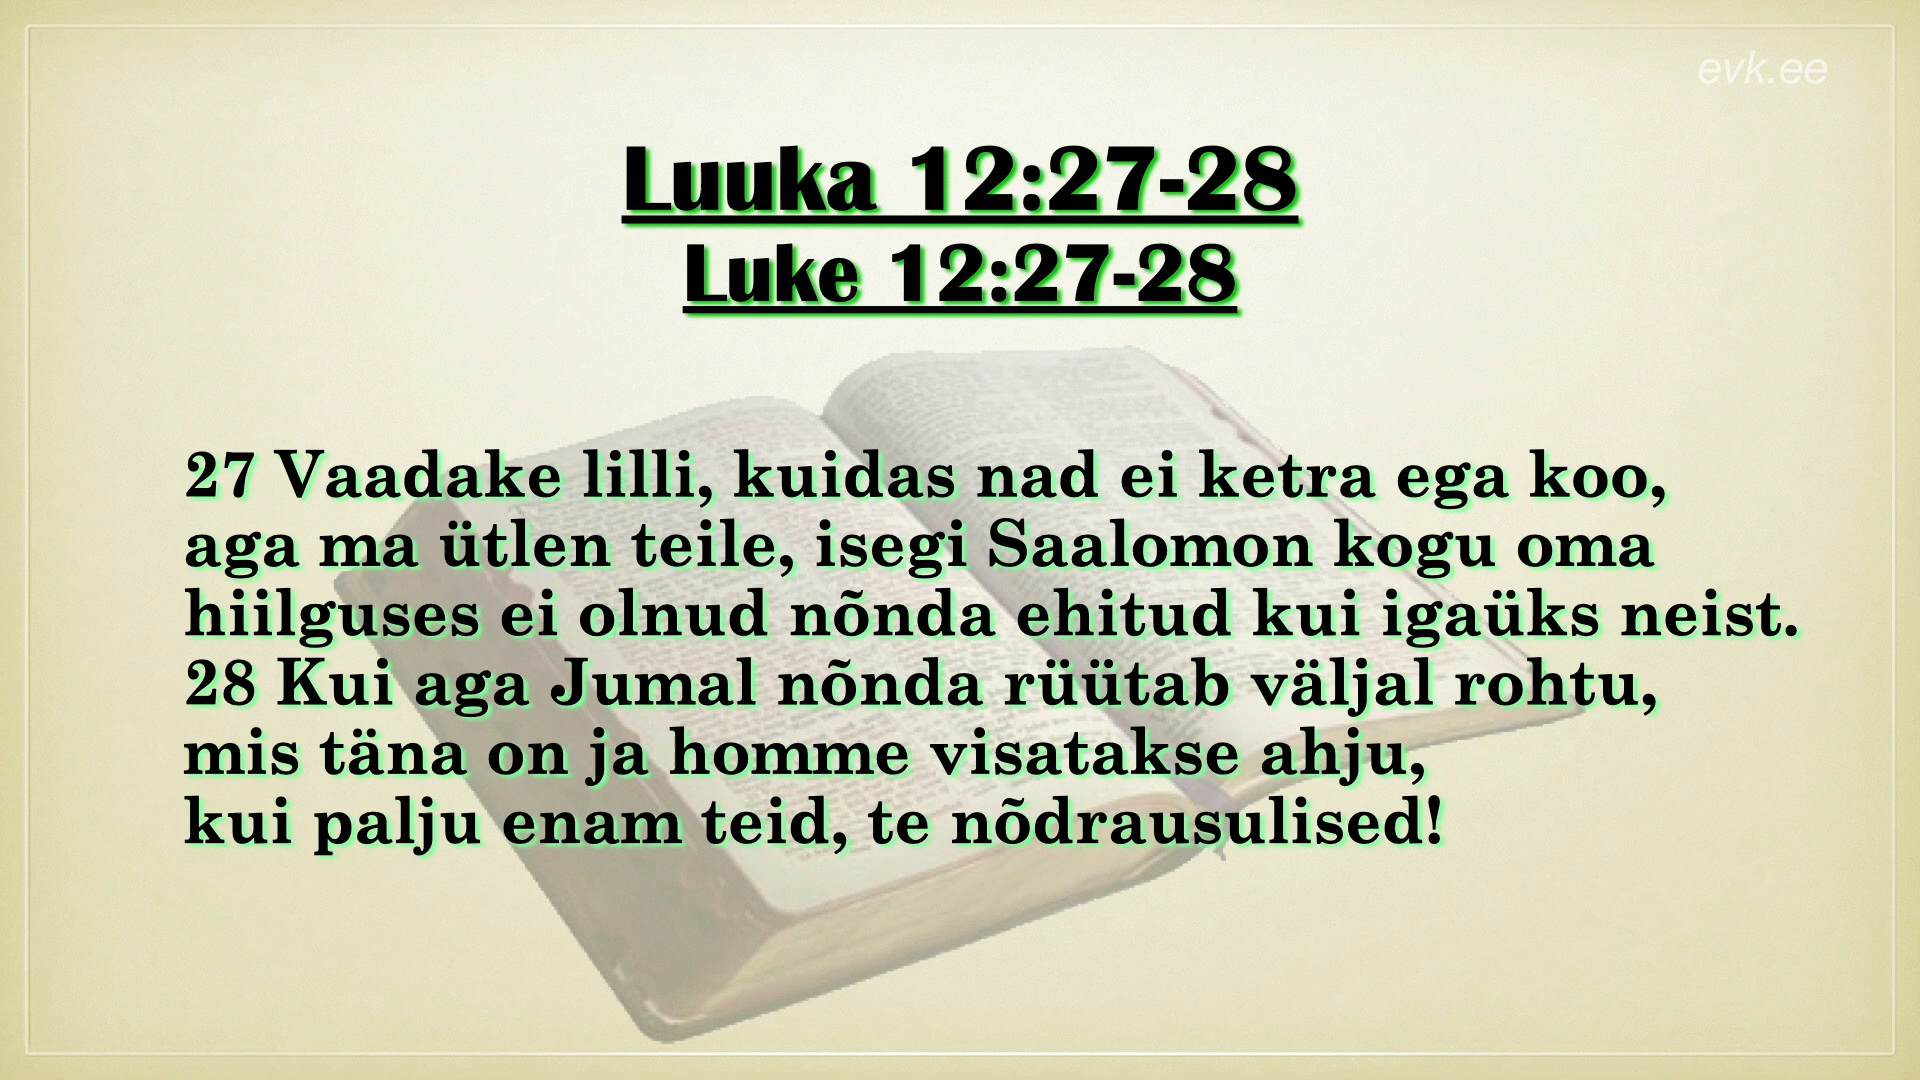 evk.ee
Luuka 12:27-28
Luke 12:27-28
27 Vaadake lilli, kuidas nad ei ketra ega koo,
aga ma ütlen teile, isegi Saalomon kogu oma
hiilguses ei olnud nõnda ehitud kui igaüks neist.
28 Kui aga Jumal nõnda rüütab väljal rohtu,
mis täna on ja homme visatakse ahju,
kui palju enam teid, te nõdrausulised!